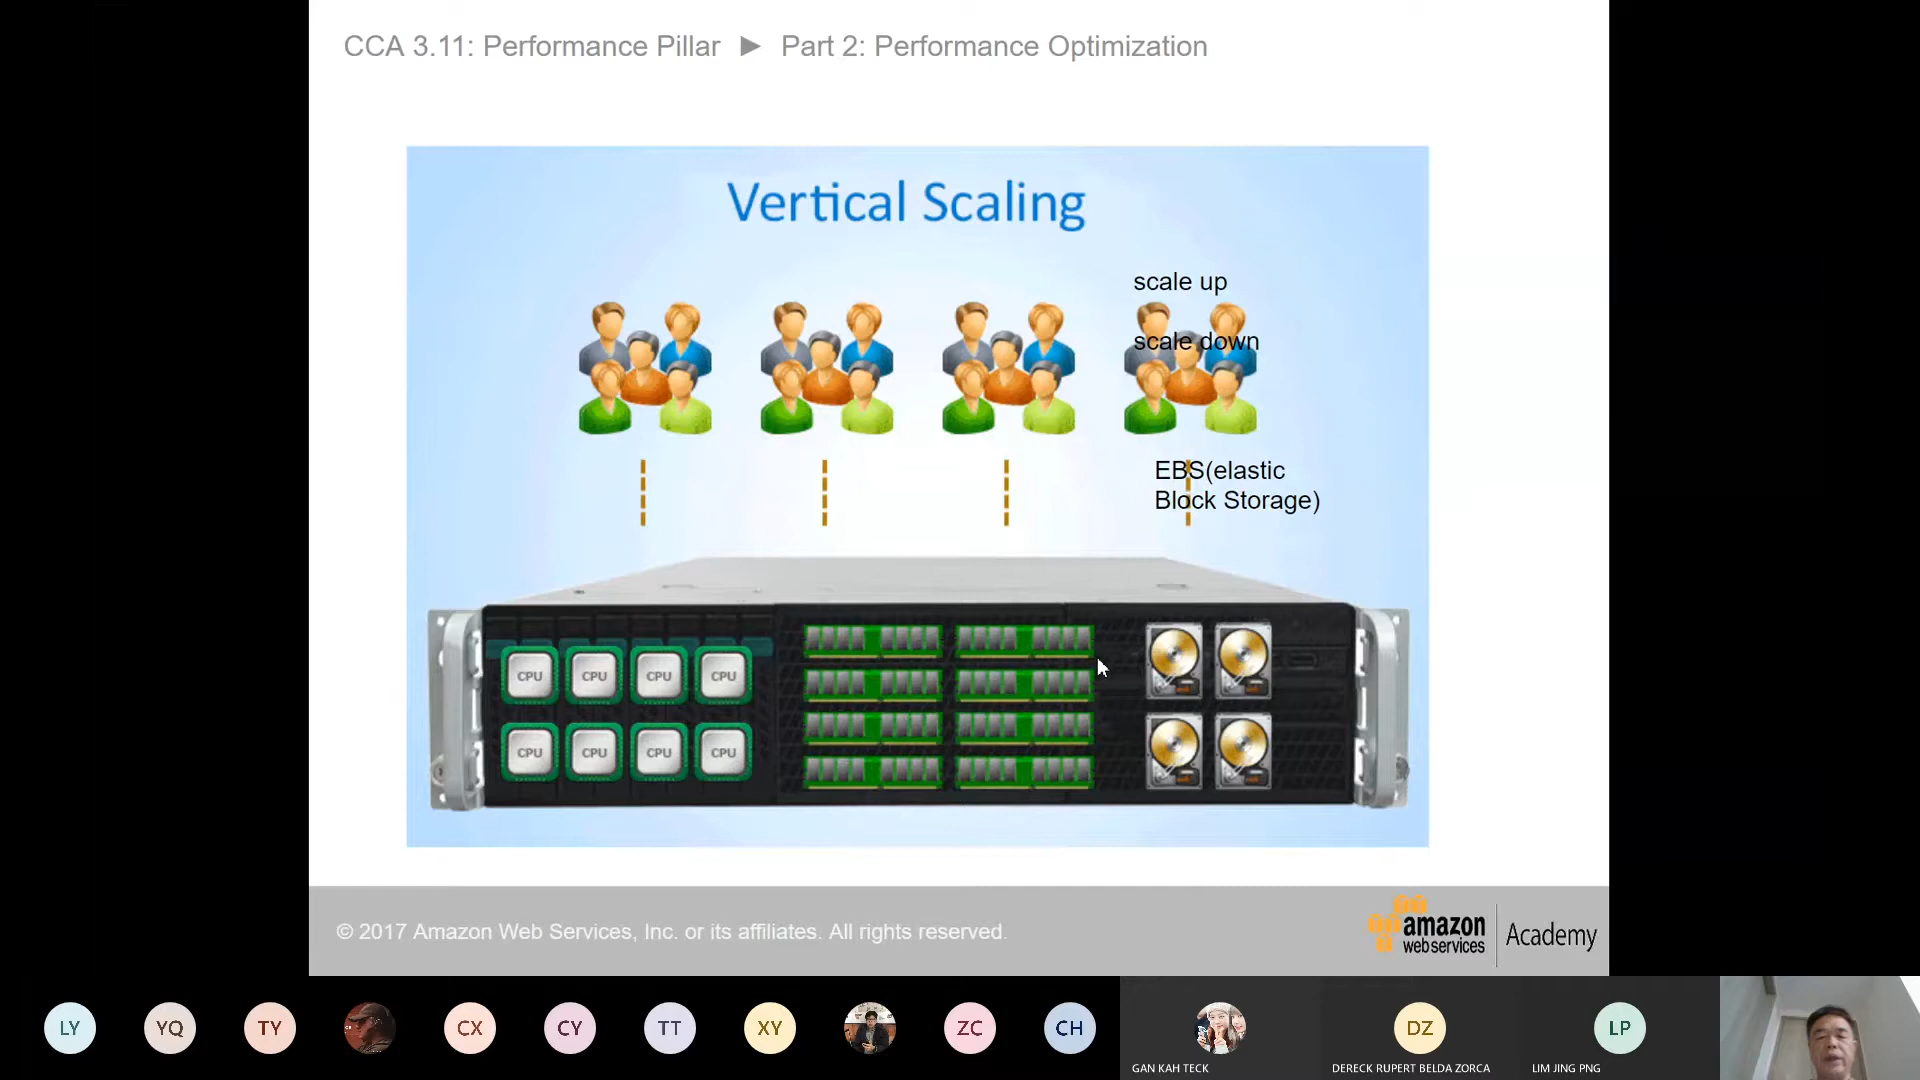 CCA 3.11: Performance Pillar ► Part 2: Performance Optimization
Vertical Scaling
scale up
scale down
EBS(elastic
Block Storage)
CPU CPU CPU CPU
CPU CPU CPU CPU
© 2017 Amazon Web Services, Inc. or its affiliates. All rights reserved.
amazon
webservices
Academy
LY YQ TY CX CY TT XY ZC CH DZ LP
GAN KAH TECK DERECK RUPERT BELDA ZORCA LIM JING PNG